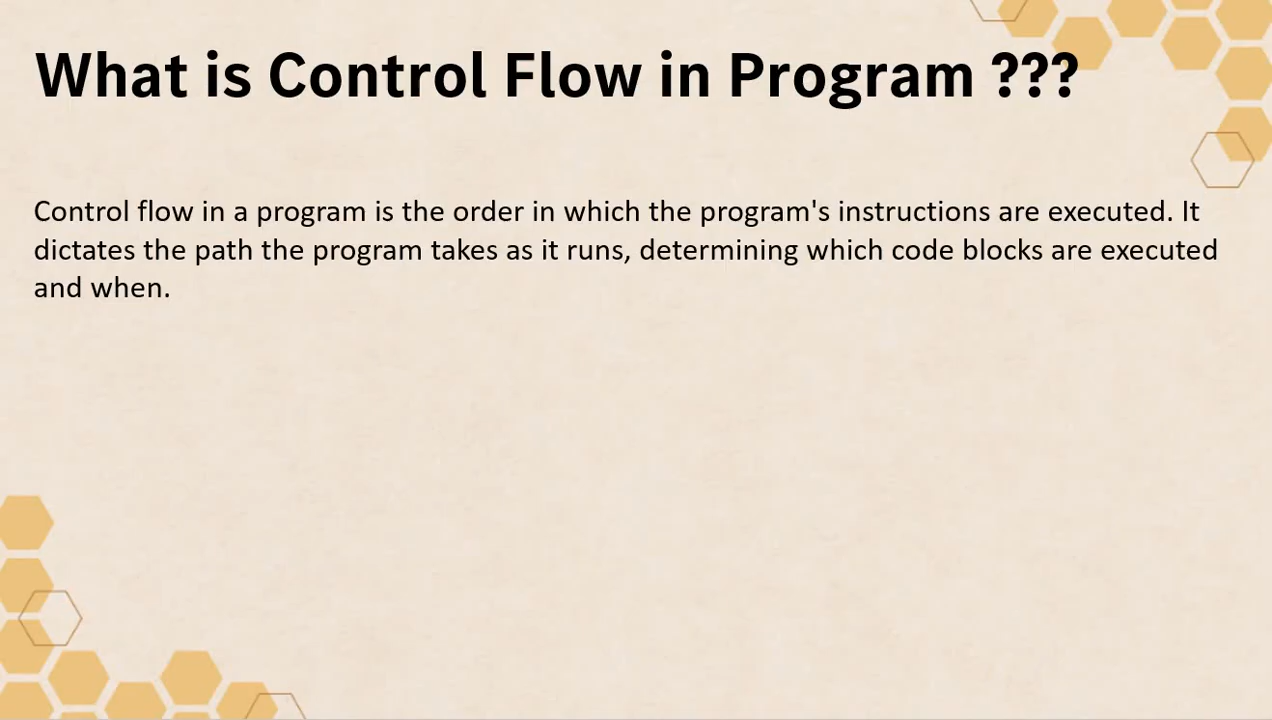 What is Control Flow in Program ???
Control flow in a program is the order in which the program's instructions are executed. It
dictates the path the program takes as it runs, determining which code blocks are executed
and when.